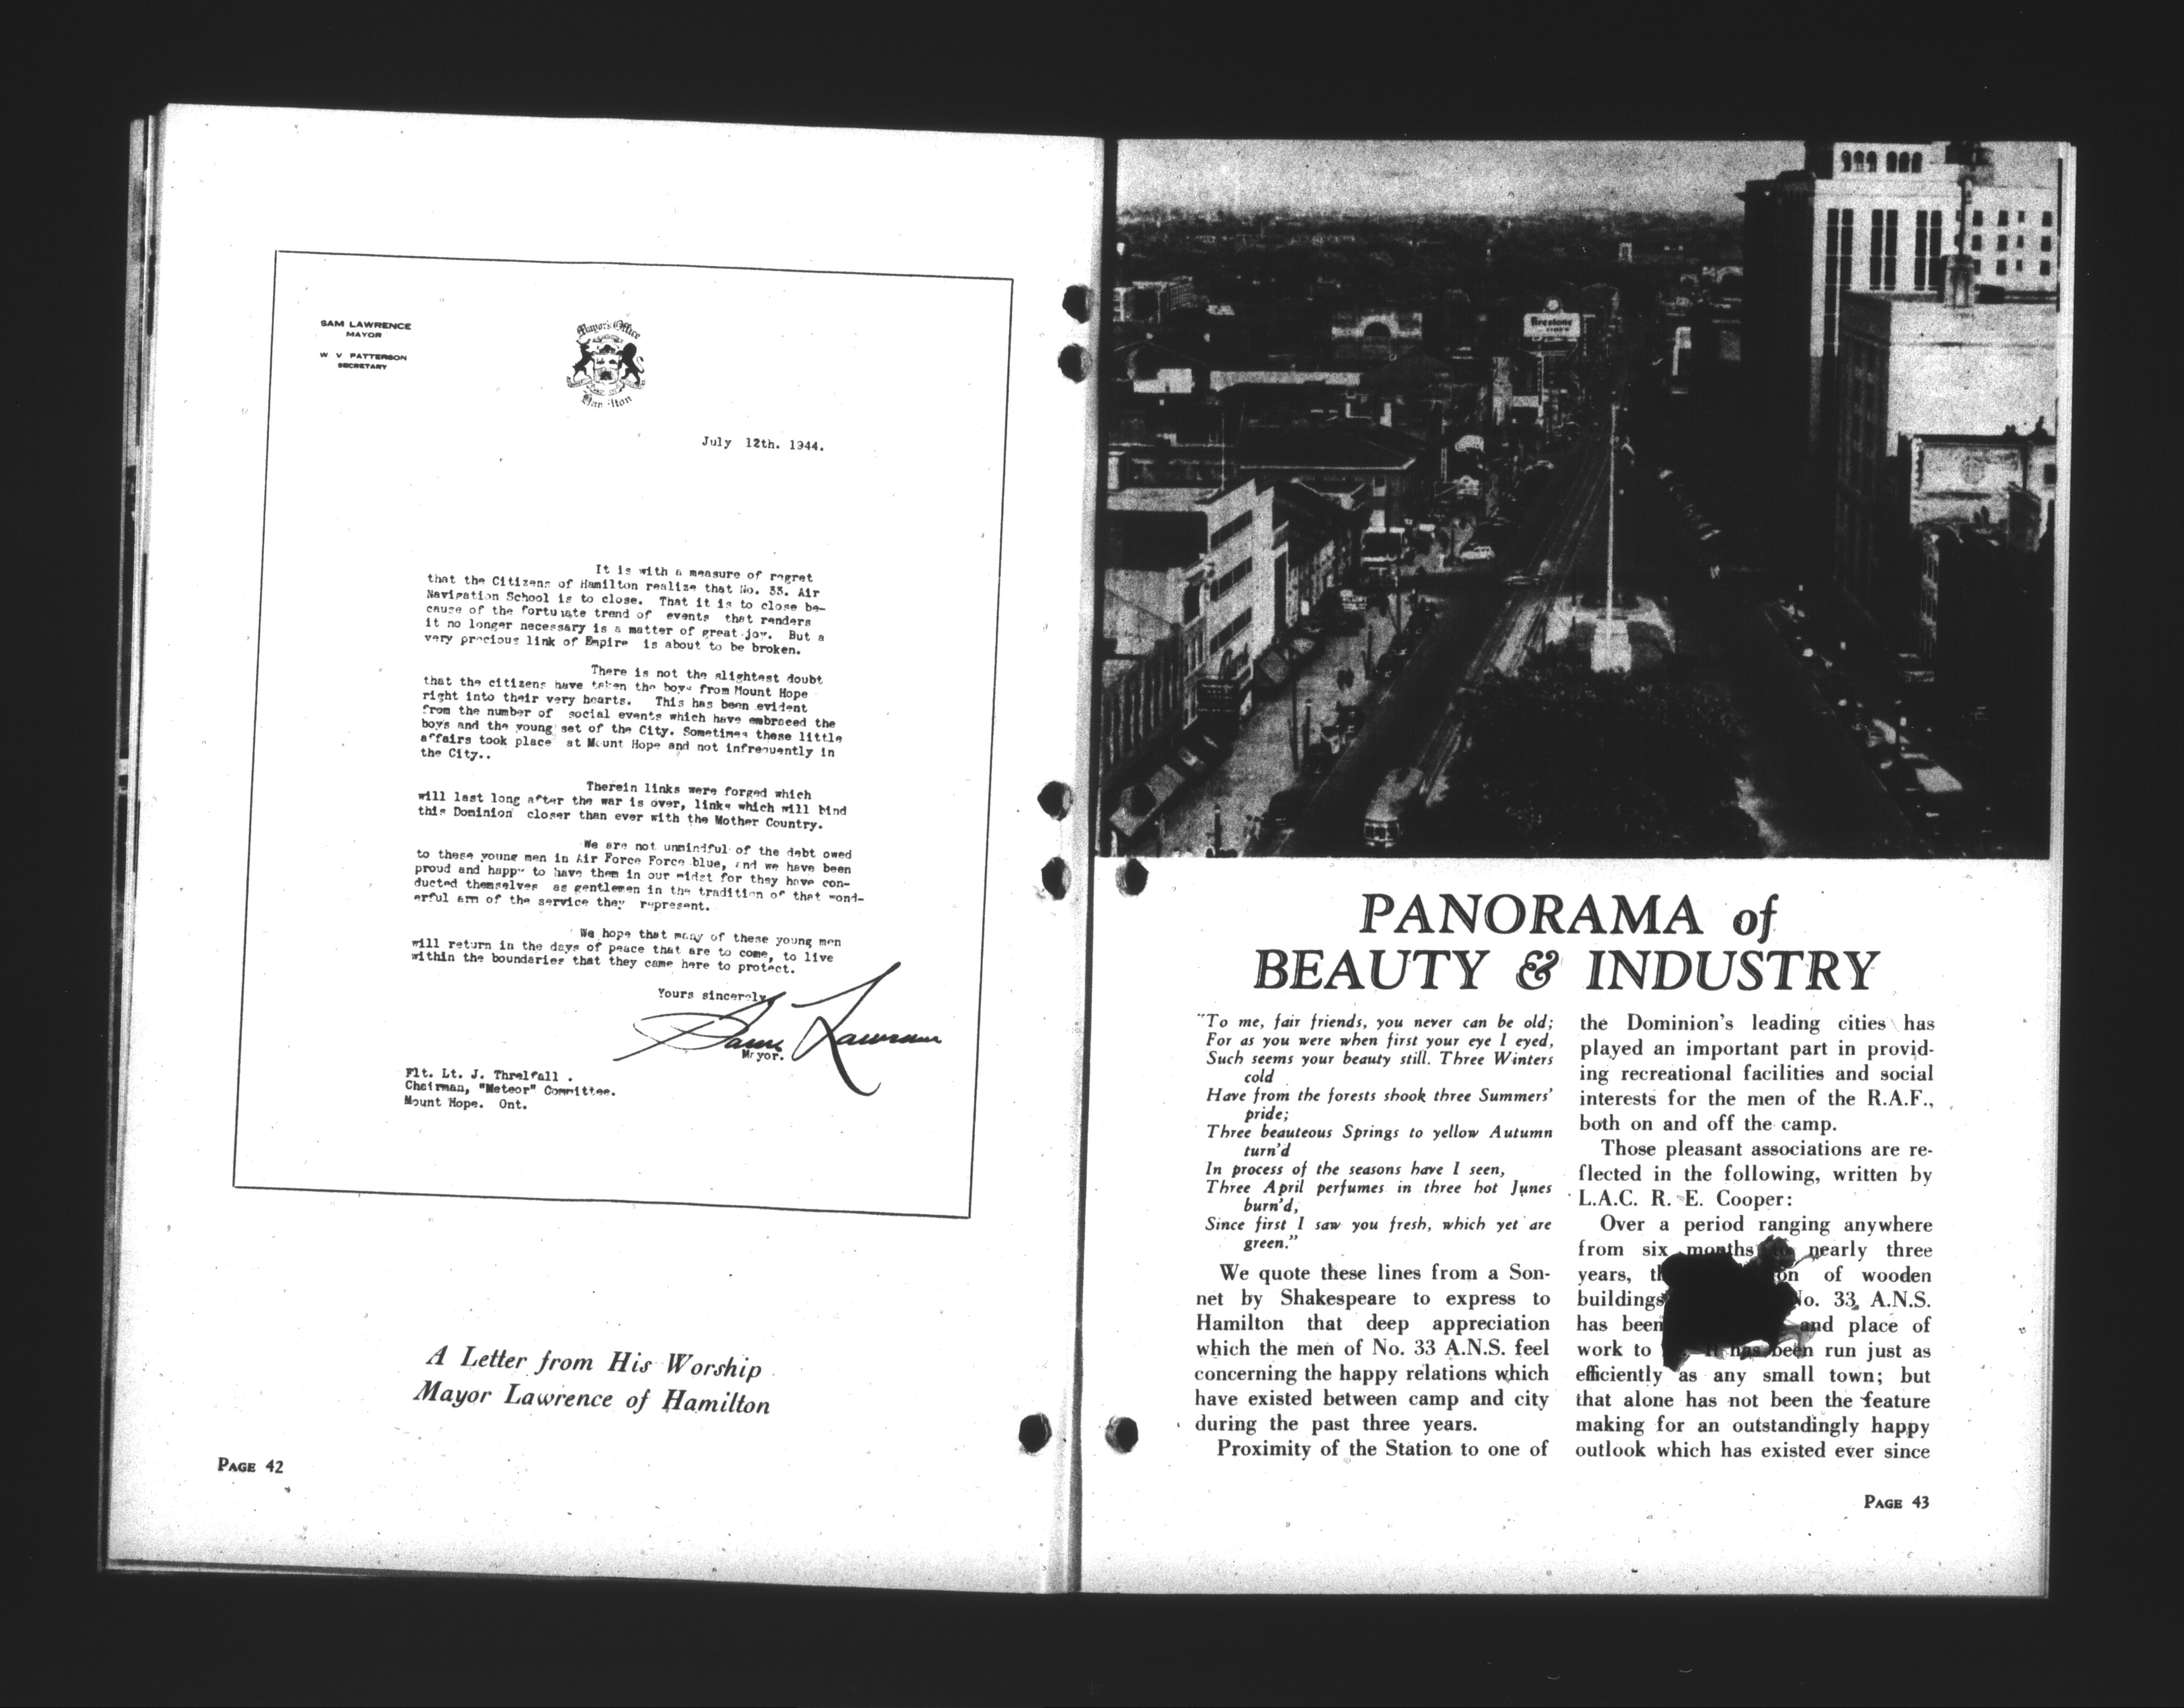 SAM LAWRENCE
MAYOR
W V PATTERSON
SECRETARY
Mayor's Office
July 12th. 1944.
It is with a measure of regret
that the Citizens of Hamilton realize that No. 33. Air
Navigation School is to close. That it is to close be-
cause of the fortunate trend of events that renders
it no longer necessary is a matter of great joy. But a
very precious link of Empire is about to be broken.
There is not the slightest doubt
that the citizens have taken the boys from Mount Hope
right into their very hearts. This has been evident
from the number of social events which have embraced the
boys and the young set of the City. Sometimes these little
affairs took place at Mount Hope and not infrequently in
the City..
Therein links were forged which
will last long after the war is over, links which will bind
this Dominion closer than ever with the Mother Country.
We are not unmindful of the debt owed
to these young men in Air Force Force blue, and we have been
proud and happy to have them in our midst for they have con-
ducted themselves as gentlemen in the tradition of that wond-
erful arm of the service they represent.
We hope that many of these young men
will return in the days of peace that are to come, to live
within the boundaries that they came here to protect.
Yours sincerely,
Sam Lawrence
Mayor.
Flt. Lt. J. Threlfall .
Chairman, "Meteor" Committee.
Mount Hope. Ont.
A Letter from His Worship
Mayor Lawrence of Hamilton
PAGE 42
Firestone
PANORAMA of
BEAUTY & INDUSTRY
"To me, fair friends, you never can be old;
For as you were when first your eye I eyed,
Such seems your beauty still. Three Winters
cold
Have from the forests shook three Summers'
pride;
Three beauteous Springs to yellow Autumn
turn'd
In process of the seasons have I seen,
Three April perfumes in three hot Junes
burn'd,
Since first I saw you fresh, which yet are
green."
We quote these lines from a Son-
net by Shakespeare to express to
Hamilton that deep appreciation
which the men of No. 33 A.N.S. feel
concerning the happy relations which
have existed between camp and city
during the past three years.
Proximity of the Station to one of
the Dominion's leading cities has
played an important part in provid-
ing recreational facilities and social
interests for the men of the R.A.F.,
both on and off the camp.
Those pleasant associations are re-
flected in the following, written by
L.A.C. R. E. Cooper:
Over a period ranging anywhere
from six months to nearly three
years, of wooden
buildings No. 33 A.N.S.
has been and place of
work to It has been run just as
efficiently as any small town; but
that alone has not been the feature
making for an outstandingly happy
outlook which has existed ever since
PAGE 43